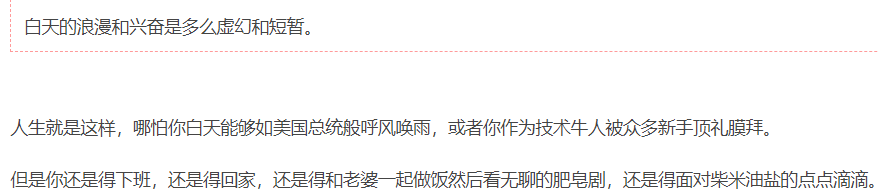 白天的浪漫和兴奋是多么虚幻和短暂。
人生就是这样，哪怕你白天能够如美国总统般呼风唤雨，或者你作为技术牛人被众多新手顶礼膜拜。
但是你还是得下班，还是得回家，还是得和老婆一起做饭然后看无聊的肥皂剧，还是得面对柴米油盐的点点滴滴。